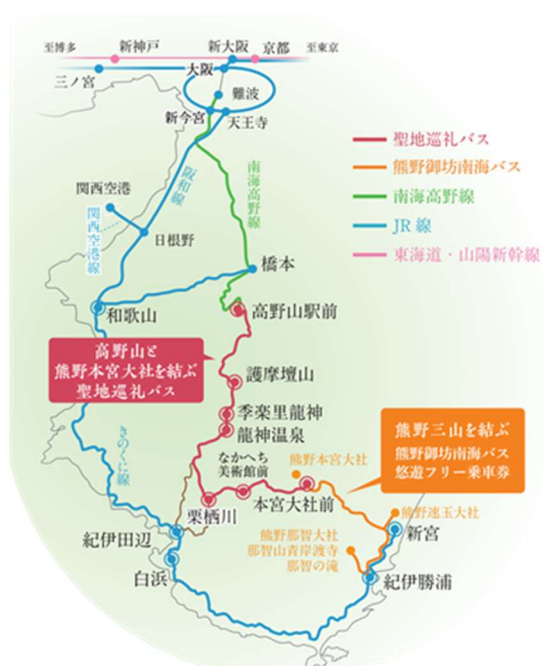 至博多
新神戸
新大阪
京都
至東京
三ノ宮
大阪
難波
新今宮
天王寺
聖地巡礼バス
熊野御坊南海バス
南海高野線
JR線
東海道・山陽新幹線
阪和線
南海高野線
関西空港
関西空港線
日根野
橋本
和歌山
高野山駅前
高野山と
熊野本宮大社を結ぶ
聖地巡礼バス
護摩壇山
季楽里龍神
龍神温泉
きのくに線
なかへち
美術館前
熊野本宮大社
熊野三山を結ぶ
熊野御坊南海バス
悠遊フリー乗車券
栗栖川
本宮大社前
熊野速玉大社
新宮
紀伊田辺
白浜
熊野那智大社
那智山青岸渡寺
那智の滝
紀伊勝浦